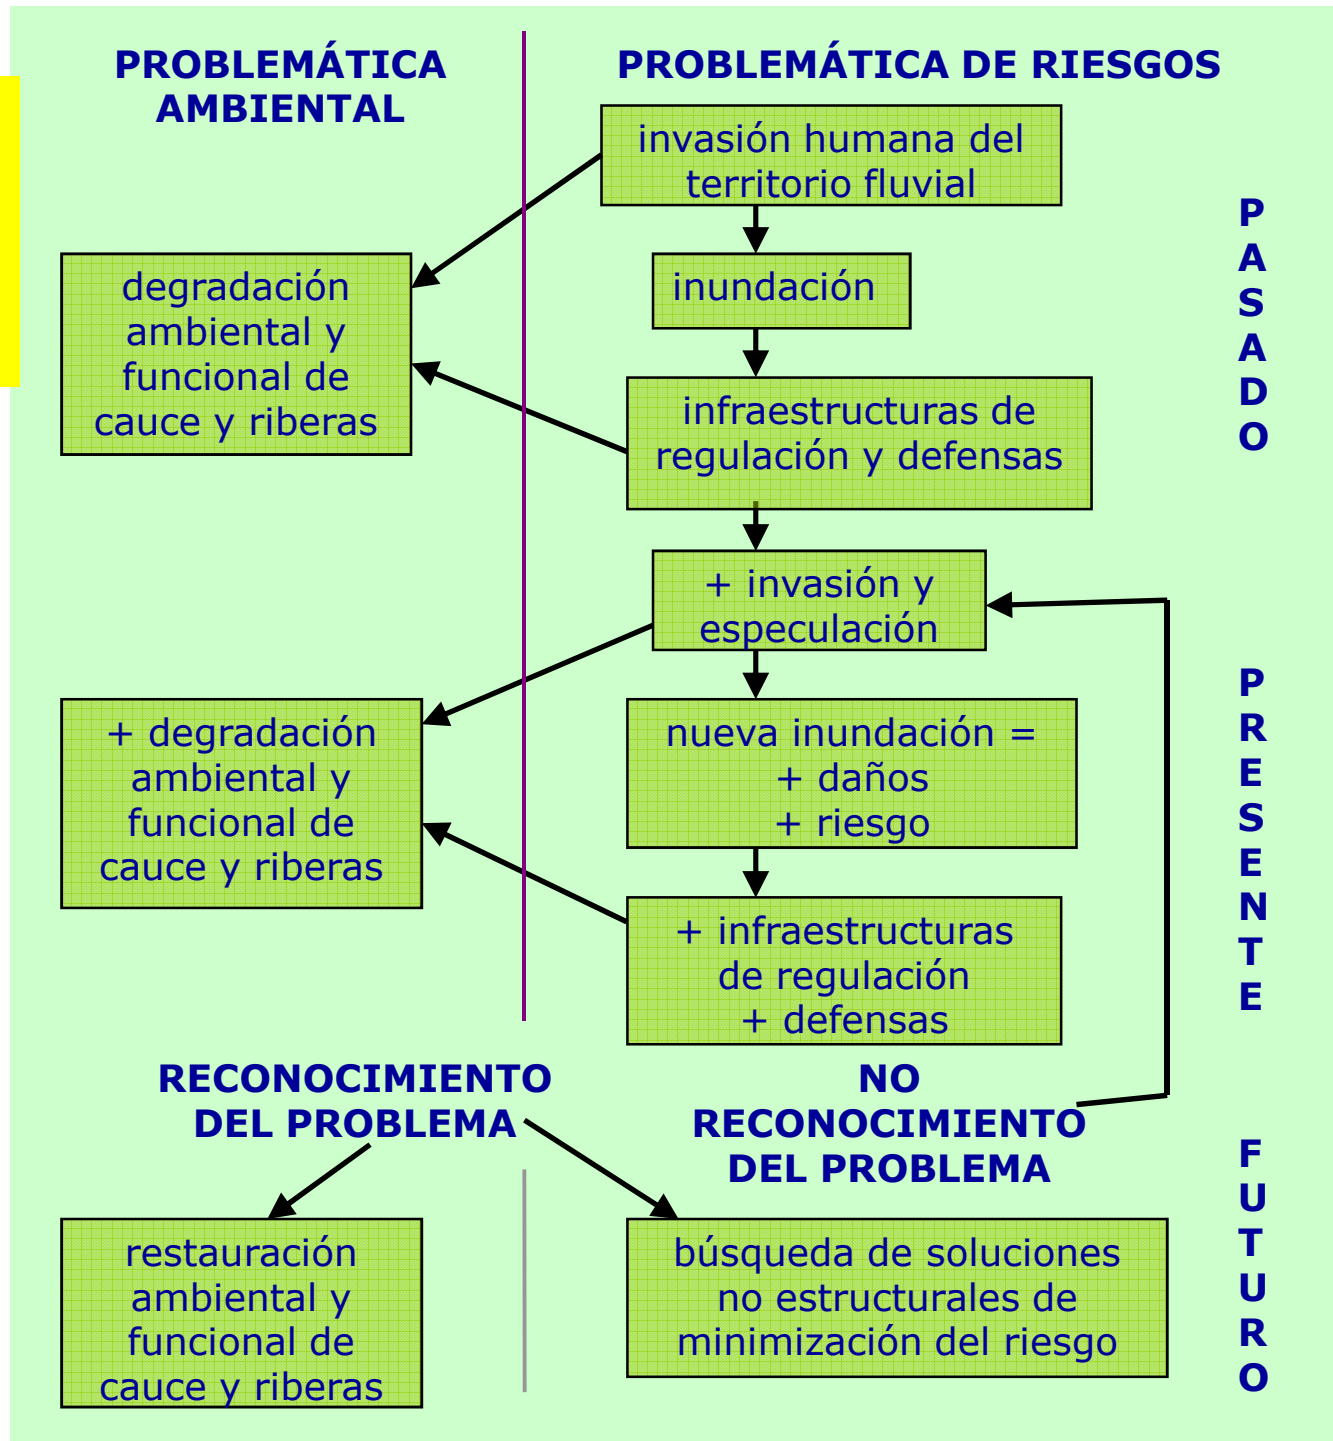 PROBLEMÁTICA
AMBIENTAL
PROBLEMÁTICA DE RIESGOS
invasión humana del
territorio fluvial
inundación
degradación
ambiental y
funcional de
cauce y riberas
infraestructuras de
regulación y defensas
P
A
S
A
D
O
+ invasión y
especulación
+ degradación
ambiental y
funcional de
cauce y riberas
nueva inundación =
+ daños
+ riesgo
+ infraestructuras
de regulación
+ defensas
P
R
E
S
E
N
T
E
RECONOCIMIENTO
DEL PROBLEMA
NO
RECONOCIMIENTO
DEL PROBLEMA
restauración
ambiental y
funcional de
cauce y riberas
búsqueda de soluciones
no estructurales de
minimización del riesgo
F
U
T
U
R
O